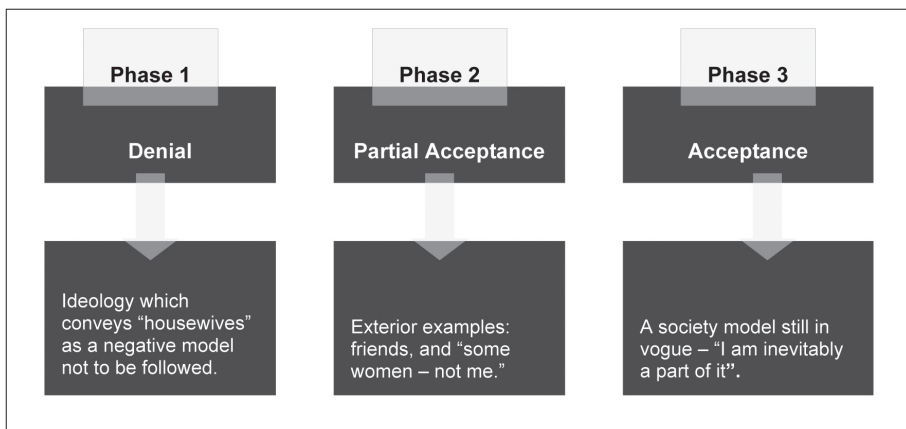 Phase 1
Denial
Ideology which
conveys “housewives”
as a negative model
not to be followed.
Phase 2
Partial Acceptance
Exterior examples:
friends, and “some
women – not me.”
Phase 3
Acceptance
A society model still in
vogue – “I am inevitably
a part of it”.